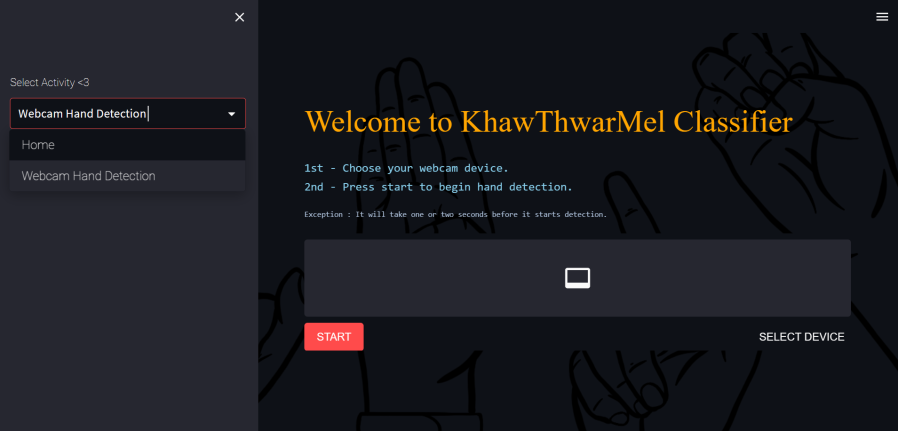 Select Activity <3
Webcam Hand Detection
Home
Webcam Hand Detection
Welcome to KhawThwarMel Classifier
1st - Choose your webcam device.
2nd - Press start to begin hand detection.
Exception : It will take one or two seconds before it starts detection.
START
SELECT DEVICE